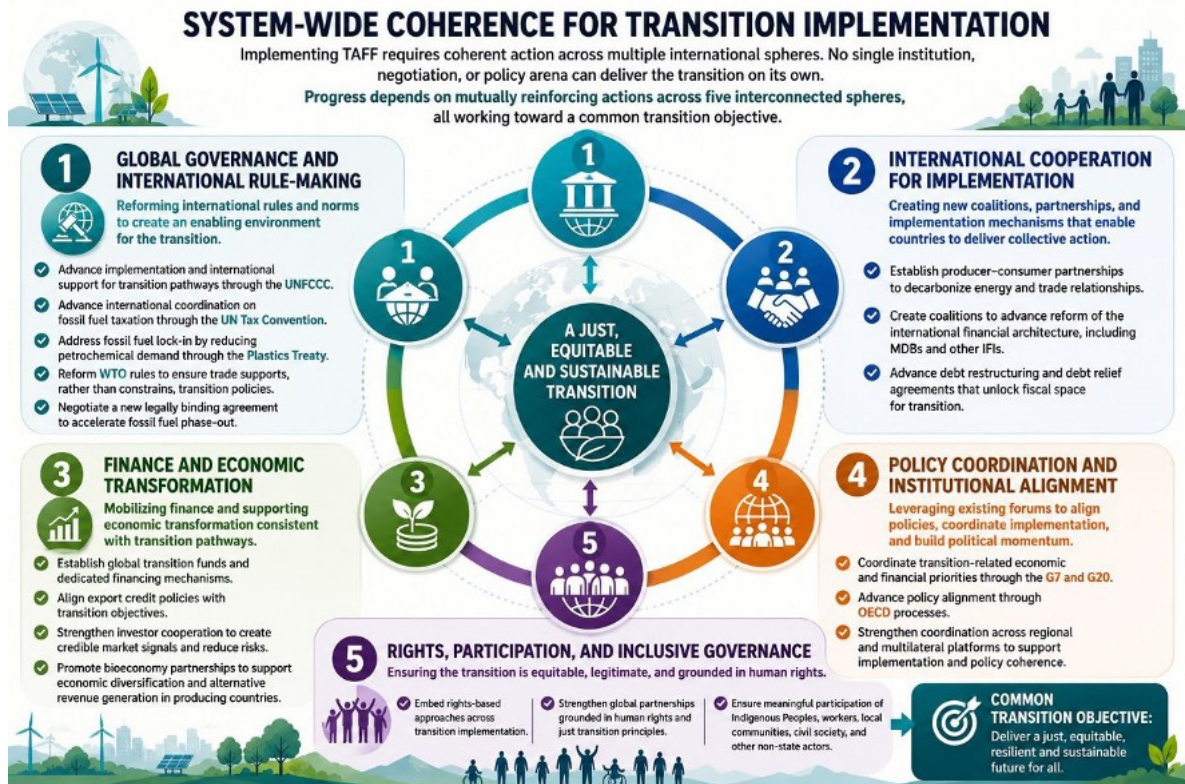 SYSTEM-WIDE COHERENCE FOR TRANSITION IMPLEMENTATION
Implementing TAFF requires coherent action across multiple international spheres. No single institution,
negotiation, or policy arena can deliver the transition on its own.
Progress depends on mutually reinforcing actions across five interconnected spheres,
all working toward a common transition objective.
1
GLOBAL GOVERNANCE AND
INTERNATIONAL RULE-MAKING
Reforming international rules and norms
to create an enabling environment
for the transition.
Advance implementation and international
support for transition pathways through the UNFCCC.
Advance international coordination on
fossil fuel taxation through the UN Tax Convention.
Address fossil fuel lock-in by reducing
petrochemical demand through the Plastics Treaty.
Reform WTO rules to ensure trade supports,
rather than constrains, transition policies.
Negotiate a new legally binding agreement
to accelerate fossil fuel phase-out.
1
1
2
3
4
5
A JUST,
EQUITABLE
AND SUSTAINABLE
TRANSITION
2
INTERNATIONAL COOPERATION
FOR IMPLEMENTATION
Creating new coalitions, partnerships, and
implementation mechanisms that enable
countries to deliver collective action.
Establish producer–consumer partnerships
to decarbonize energy and trade relationships.
Create coalitions to advance reform of the
international financial architecture, including
MDBs and other IFIs.
Advance debt restructuring and debt relief
agreements that unlock fiscal space
for transition.
3
FINANCE AND ECONOMIC
TRANSFORMATION
Mobilizing finance and supporting
economic transformation consistent
with transition pathways.
Establish global transition funds and
dedicated financing mechanisms.
Align export credit policies with
transition objectives.
Strengthen investor cooperation to create
credible market signals and reduce risks.
Promote bioeconomy partnerships to support
economic diversification and alternative
revenue generation in producing countries.
4
POLICY COORDINATION AND
INSTITUTIONAL ALIGNMENT
Leveraging existing forums to align
policies, coordinate implementation,
and build political momentum.
Coordinate transition-related economic
and financial priorities through the G7 and G20.
Advance policy alignment through
OECD processes.
Strengthen coordination across regional
and multilateral platforms to support
implementation and policy coherence.
5
RIGHTS, PARTICIPATION, AND INCLUSIVE GOVERNANCE
Ensuring the transition is equitable, legitimate, and grounded in human rights.
Embed rights-based
approaches across
transition implementation.
Strengthen global partnerships
grounded in human rights and
just transition principles.
Ensure meaningful participation of
Indigenous Peoples, workers, local
communities, civil society, and
other non-state actors.
COMMON
TRANSITION OBJECTIVE:
Deliver a just, equitable,
resilient and sustainable
future for all.